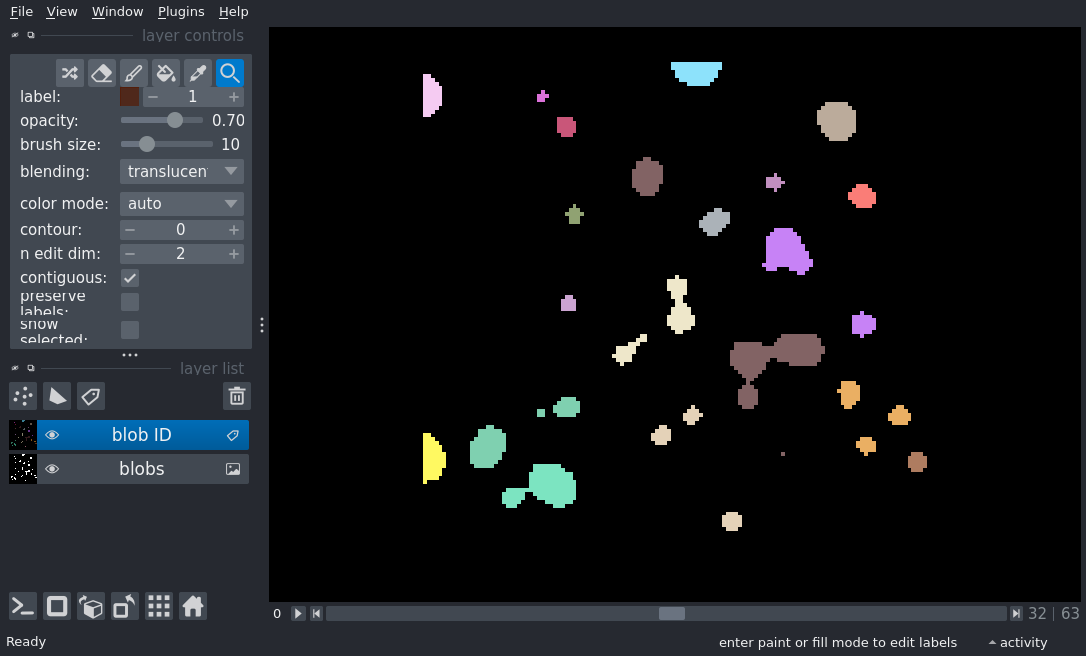 File View Window Plugins Help
layer controls
label: 1
opacity: 0.70
brush size: 10
blending: translucen
color mode: auto
contour: 0
n edit dim: 2
contiguous:
preserve
labels:
show
selected:
layer list
blob ID
blobs
0 32 | 63
Ready enter paint or fill mode to edit labels activity